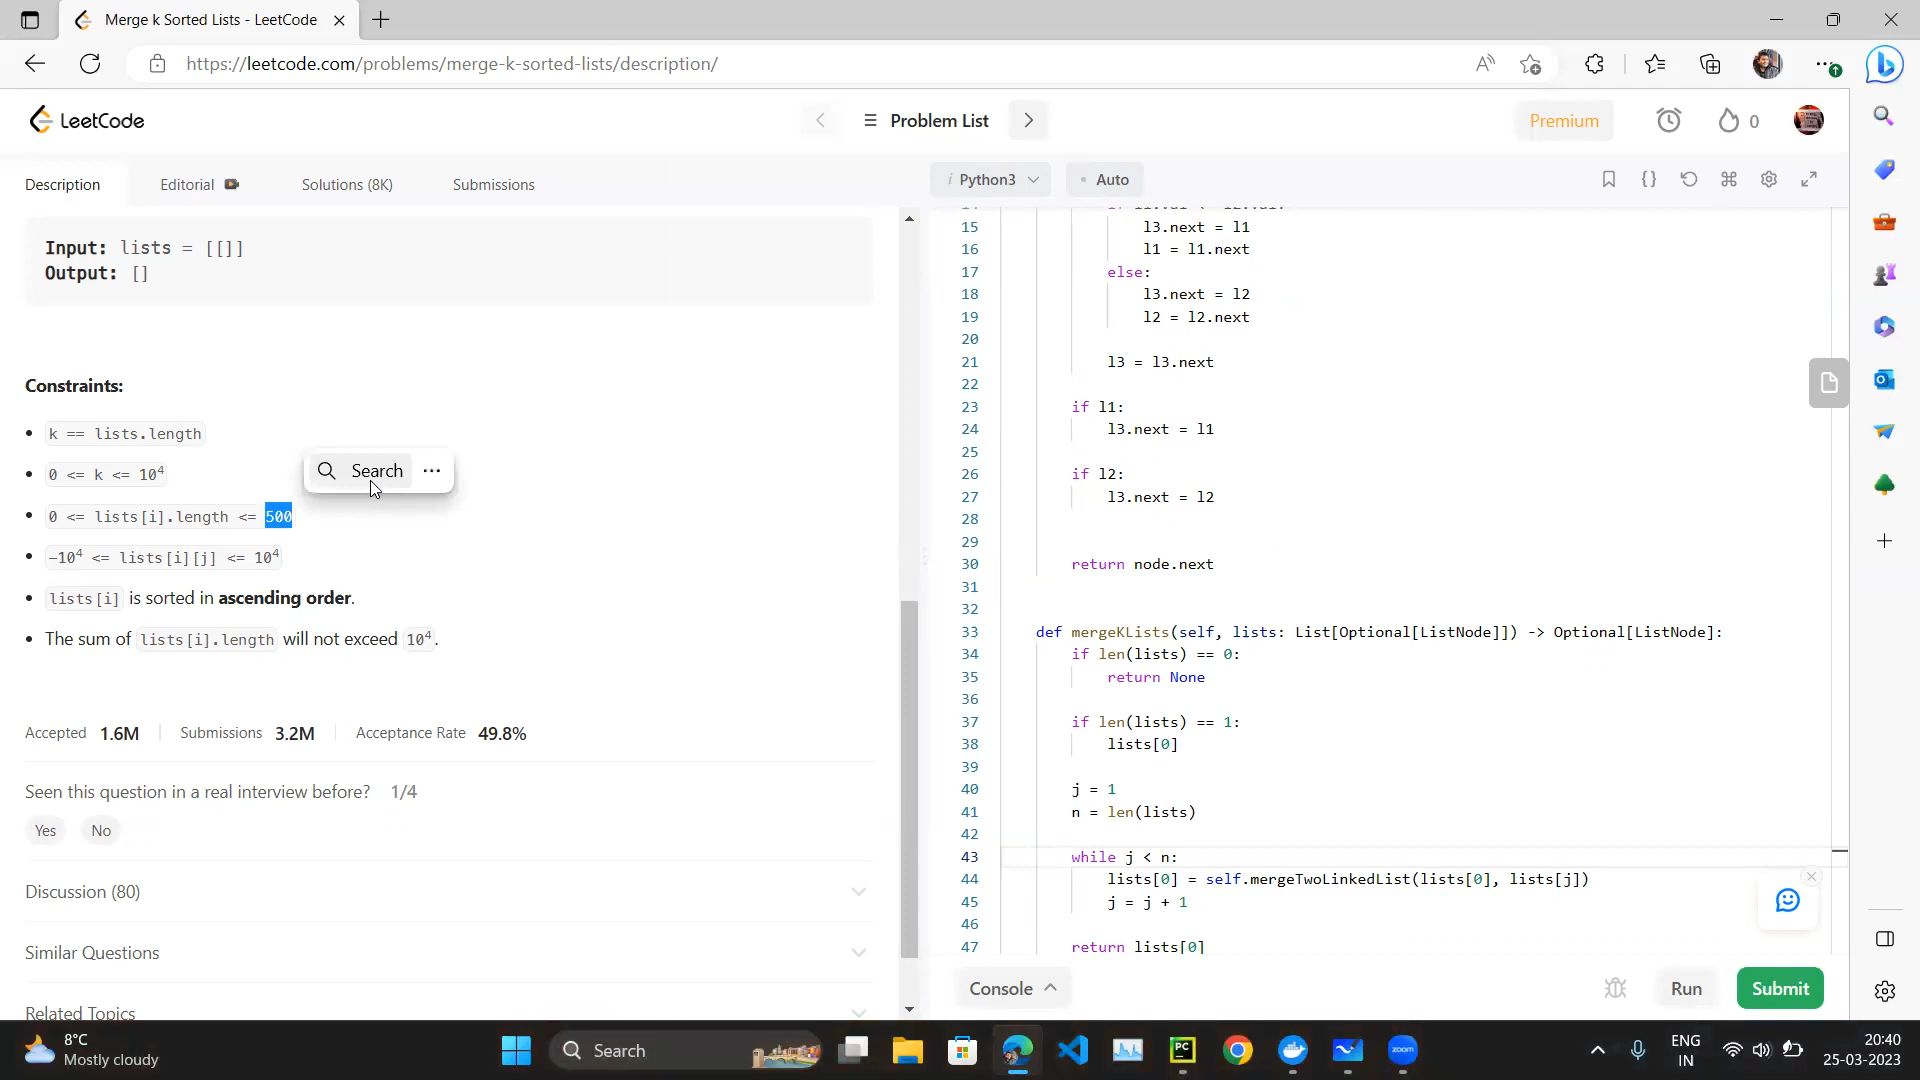 Merge k Sorted Lists - LeetCode
https://leetcode.com/problems/merge-k-sorted-lists/description/
LeetCode
Problem List
Premium
0
Description
Editorial
Solutions (8K)
Submissions
Input: lists = [[]]
Output: []
Constraints:
k == lists.length
0 <= k <= 10⁴
Search
0 <= lists[i].length <= 500
-10⁴ <= lists[i][j] <= 10⁴
lists[i] is sorted in ascending order.
The sum of lists[i].length will not exceed 10⁴.
Accepted 1.6M
Submissions 3.2M
Acceptance Rate 49.8%
Seen this question in a real interview before? 1/4
Yes
No
Discussion (80)
Similar Questions
Related Topics
i Python3
Auto
15 l3.next = l1
16 l1 = l1.next
17 else:
18 l3.next = l2
19 l2 = l2.next
20
21 l3 = l3.next
22
23 if l1:
24 l3.next = l1
25
26 if l2:
27 l3.next = l2
28
29
30 return node.next
31
32
33 def mergeKLists(self, lists: List[Optional[ListNode]]) -> Optional[ListNode]:
34 if len(lists) == 0:
35 return None
36
37 if len(lists) == 1:
38 lists[0]
39
40 j = 1
41 n = len(lists)
42
43 while j < n:
44 lists[0] = self.mergeTwoLinkedList(lists[0], lists[j])
45 j = j + 1
46
47 return lists[0]
Console
Run
Submit
8°C
Mostly cloudy
Search
PC
zoom
ENG
IN
20:40
25-03-2023